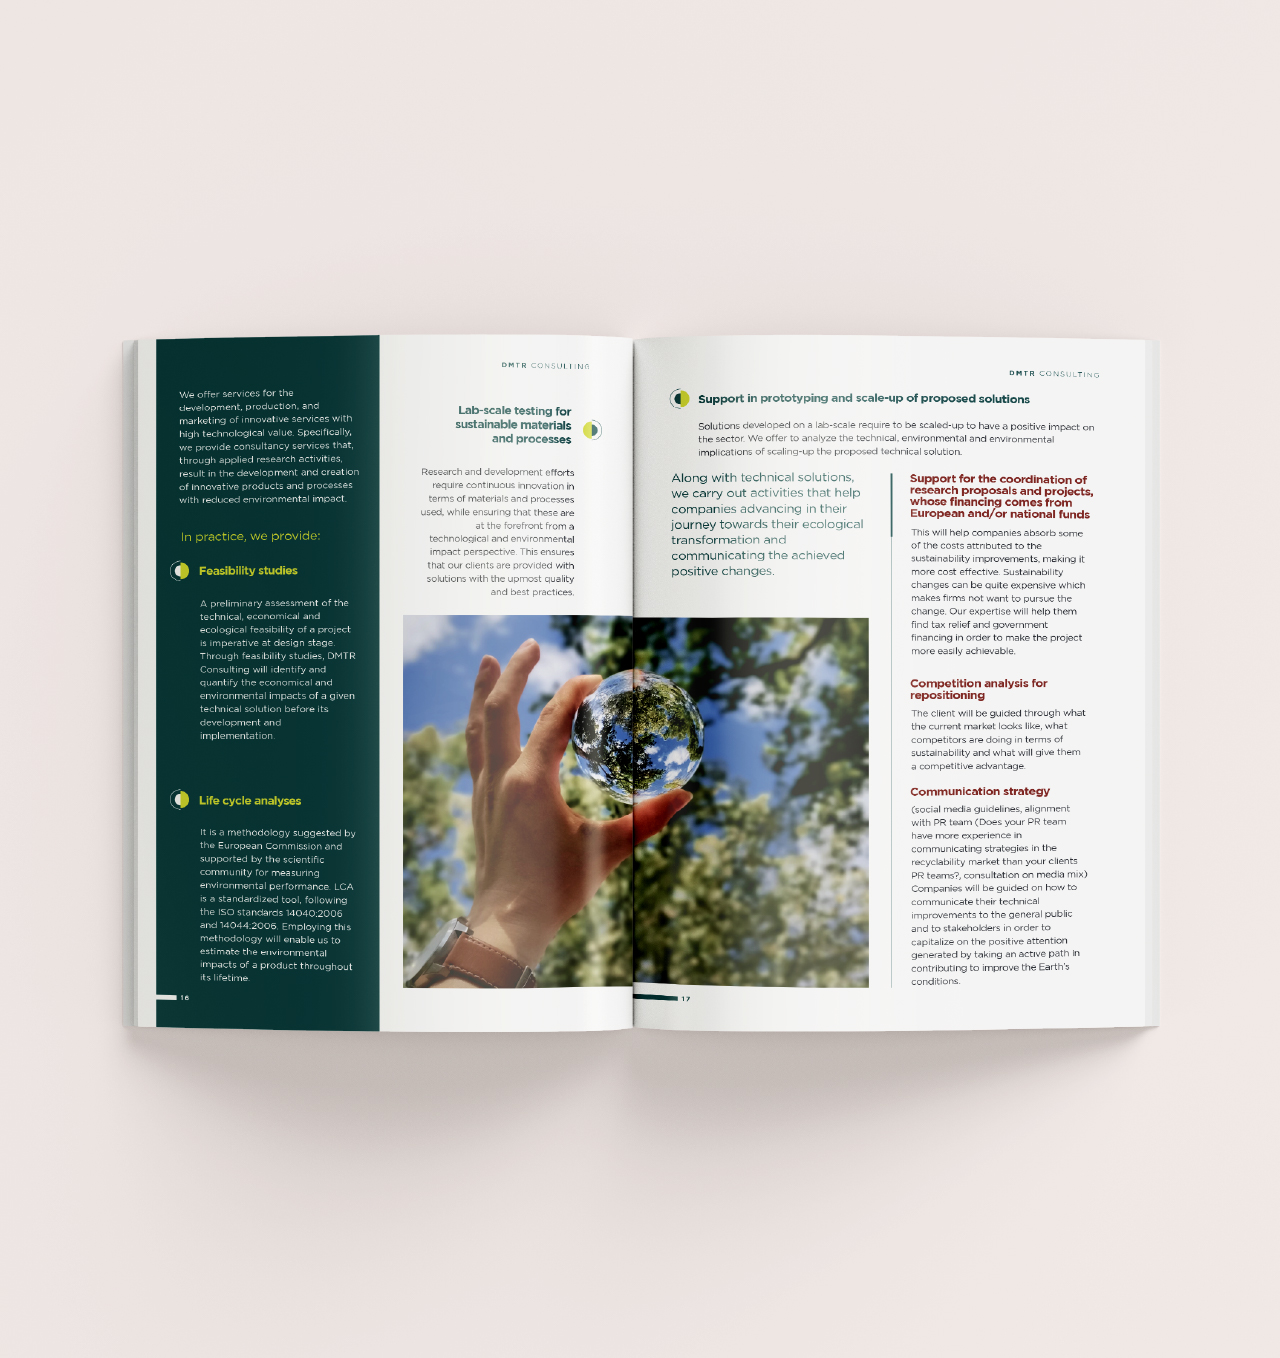 We offer services for the
development, production, and
marketing of innovative services with
high technological value. Specifically,
we provide consultancy services that,
through applied research activities,
result in the development and creation
of innovative products and processes
with reduced environmental impact.
In practice, we provide:
Feasibility studies
A preliminary assessment of the
technical, economical and
ecological feasibility of a project
is imperative at design stage.
Through feasibility studies, DMTR
Consulting will identify and
quantify the economical and
environmental impacts of a given
technical solution before its
development and
implementation.
Life cycle analyses
It is a methodology suggested by
the European Commission and
supported by the scientific
community for measuring
environmental performance. LCA
is a standardized tool, following
the ISO standards 14040:2006
and 14044:2006. Employing this
methodology will enable us to
estimate the environmental
impacts of a product throughout
its lifetime.
16
DMTR CONSULTING
Lab-scale testing for
sustainable materials
and processes
Research and development efforts
require continuous innovation in
terms of materials and processes
used, while ensuring that these are
at the forefront from a
technological and environmental
impact perspective. This ensures
that our clients are provided with
solutions with the upmost quality
and best practices.
DMTR CONSULTING
Support in prototyping and scale-up of proposed solutions
Solutions developed on a lab-scale require to be scaled-up to have a positive impact on
the sector. We offer to analyze the technical, environmental and environmental
implications of scaling-up the proposed technical solution.
Along with technical solutions,
we carry out activities that help
companies advancing in their
journey towards their ecological
transformation and
communicating the achieved
positive changes.
17
Support for the coordination of
research proposals and projects,
whose financing comes from
European and/or national funds
This will help companies absorb some
of the costs attributed to the
sustainability improvements, making it
more cost effective. Sustainability
changes can be quite expensive which
makes firms not want to pursue the
change. Our expertise will help them
find tax relief and government
financing in order to make the project
more easily achievable.
Competition analysis for
repositioning
The client will be guided through what
the current market looks like, what
competitors are doing in terms of
sustainability and what will give them
a competitive advantage.
Communication strategy
(social media guidelines, alignment
with PR team (Does your PR team
have more experience in
communicating strategies in the
recyclability market than your clients
PR teams?, consultation on media mix)
Companies will be guided on how to
communicate their technical
improvements to the general public
and to stakeholders in order to
capitalize on the positive attention
generated by taking an active path in
contributing to improve the Earth's
conditions.